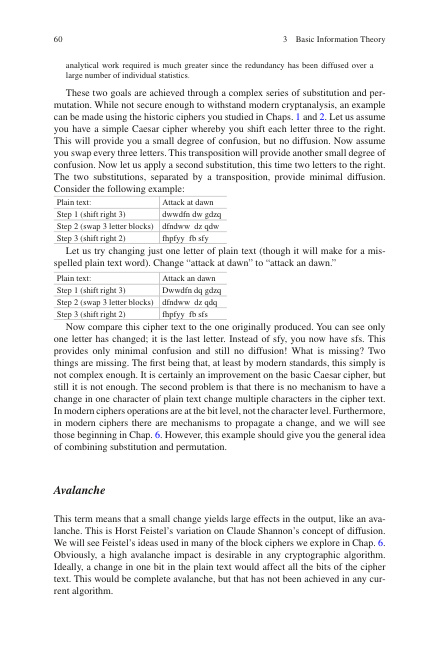 60 3 Basic Information Theory
analytical work required is much greater since the redundancy has been diffused over a
large number of individual statistics.
These two goals are achieved through a complex series of substitution and per-
mutation. While not secure enough to withstand modern cryptanalysis, an example
can be made using the historic ciphers you studied in Chaps. 1 and 2. Let us assume
you have a simple Caesar cipher whereby you shift each letter three to the right.
This will provide you a small degree of confusion, but no diffusion. Now assume
you swap every three letters. This transposition will provide another small degree of
confusion. Now let us apply a second substitution, this time two letters to the right.
The two substitutions, separated by a transposition, provide minimal diffusion.
Consider the following example:
Plain text: Attack at dawn
Step 1 (shift right 3) dwwdfn dw gdzq
Step 2 (swap 3 letter blocks) dfndww dz qdw
Step 3 (shift right 2) fhpfyy fb sfy
Let us try changing just one letter of plain text (though it will make for a mis-
spelled plain text word). Change “attack at dawn” to “attack an dawn.”
Plain text: Attack an dawn
Step 1 (shift right 3) Dwwdfn dq gdzq
Step 2 (swap 3 letter blocks) dfndww dz qdq
Step 3 (shift right 2) fhpfyy fb sfs
Now compare this cipher text to the one originally produced. You can see only
one letter has changed; it is the last letter. Instead of sfy, you now have sfs. This
provides only minimal confusion and still no diffusion! What is missing? Two
things are missing. The first being that, at least by modern standards, this simply is
not complex enough. It is certainly an improvement on the basic Caesar cipher, but
still it is not enough. The second problem is that there is no mechanism to have a
change in one character of plain text change multiple characters in the cipher text.
In modern ciphers operations are at the bit level, not the character level. Furthermore,
in modern ciphers there are mechanisms to propagate a change, and we will see
those beginning in Chap. 6. However, this example should give you the general idea
of combining substitution and permutation.
Avalanche
This term means that a small change yields large effects in the output, like an ava-
lanche. This is Horst Feistel’s variation on Claude Shannon’s concept of diffusion.
We will see Feistel’s ideas used in many of the block ciphers we explore in Chap. 6.
Obviously, a high avalanche impact is desirable in any cryptographic algorithm.
Ideally, a change in one bit in the plain text would affect all the bits of the cipher
text. This would be complete avalanche, but that has not been achieved in any cur-
rent algorithm.